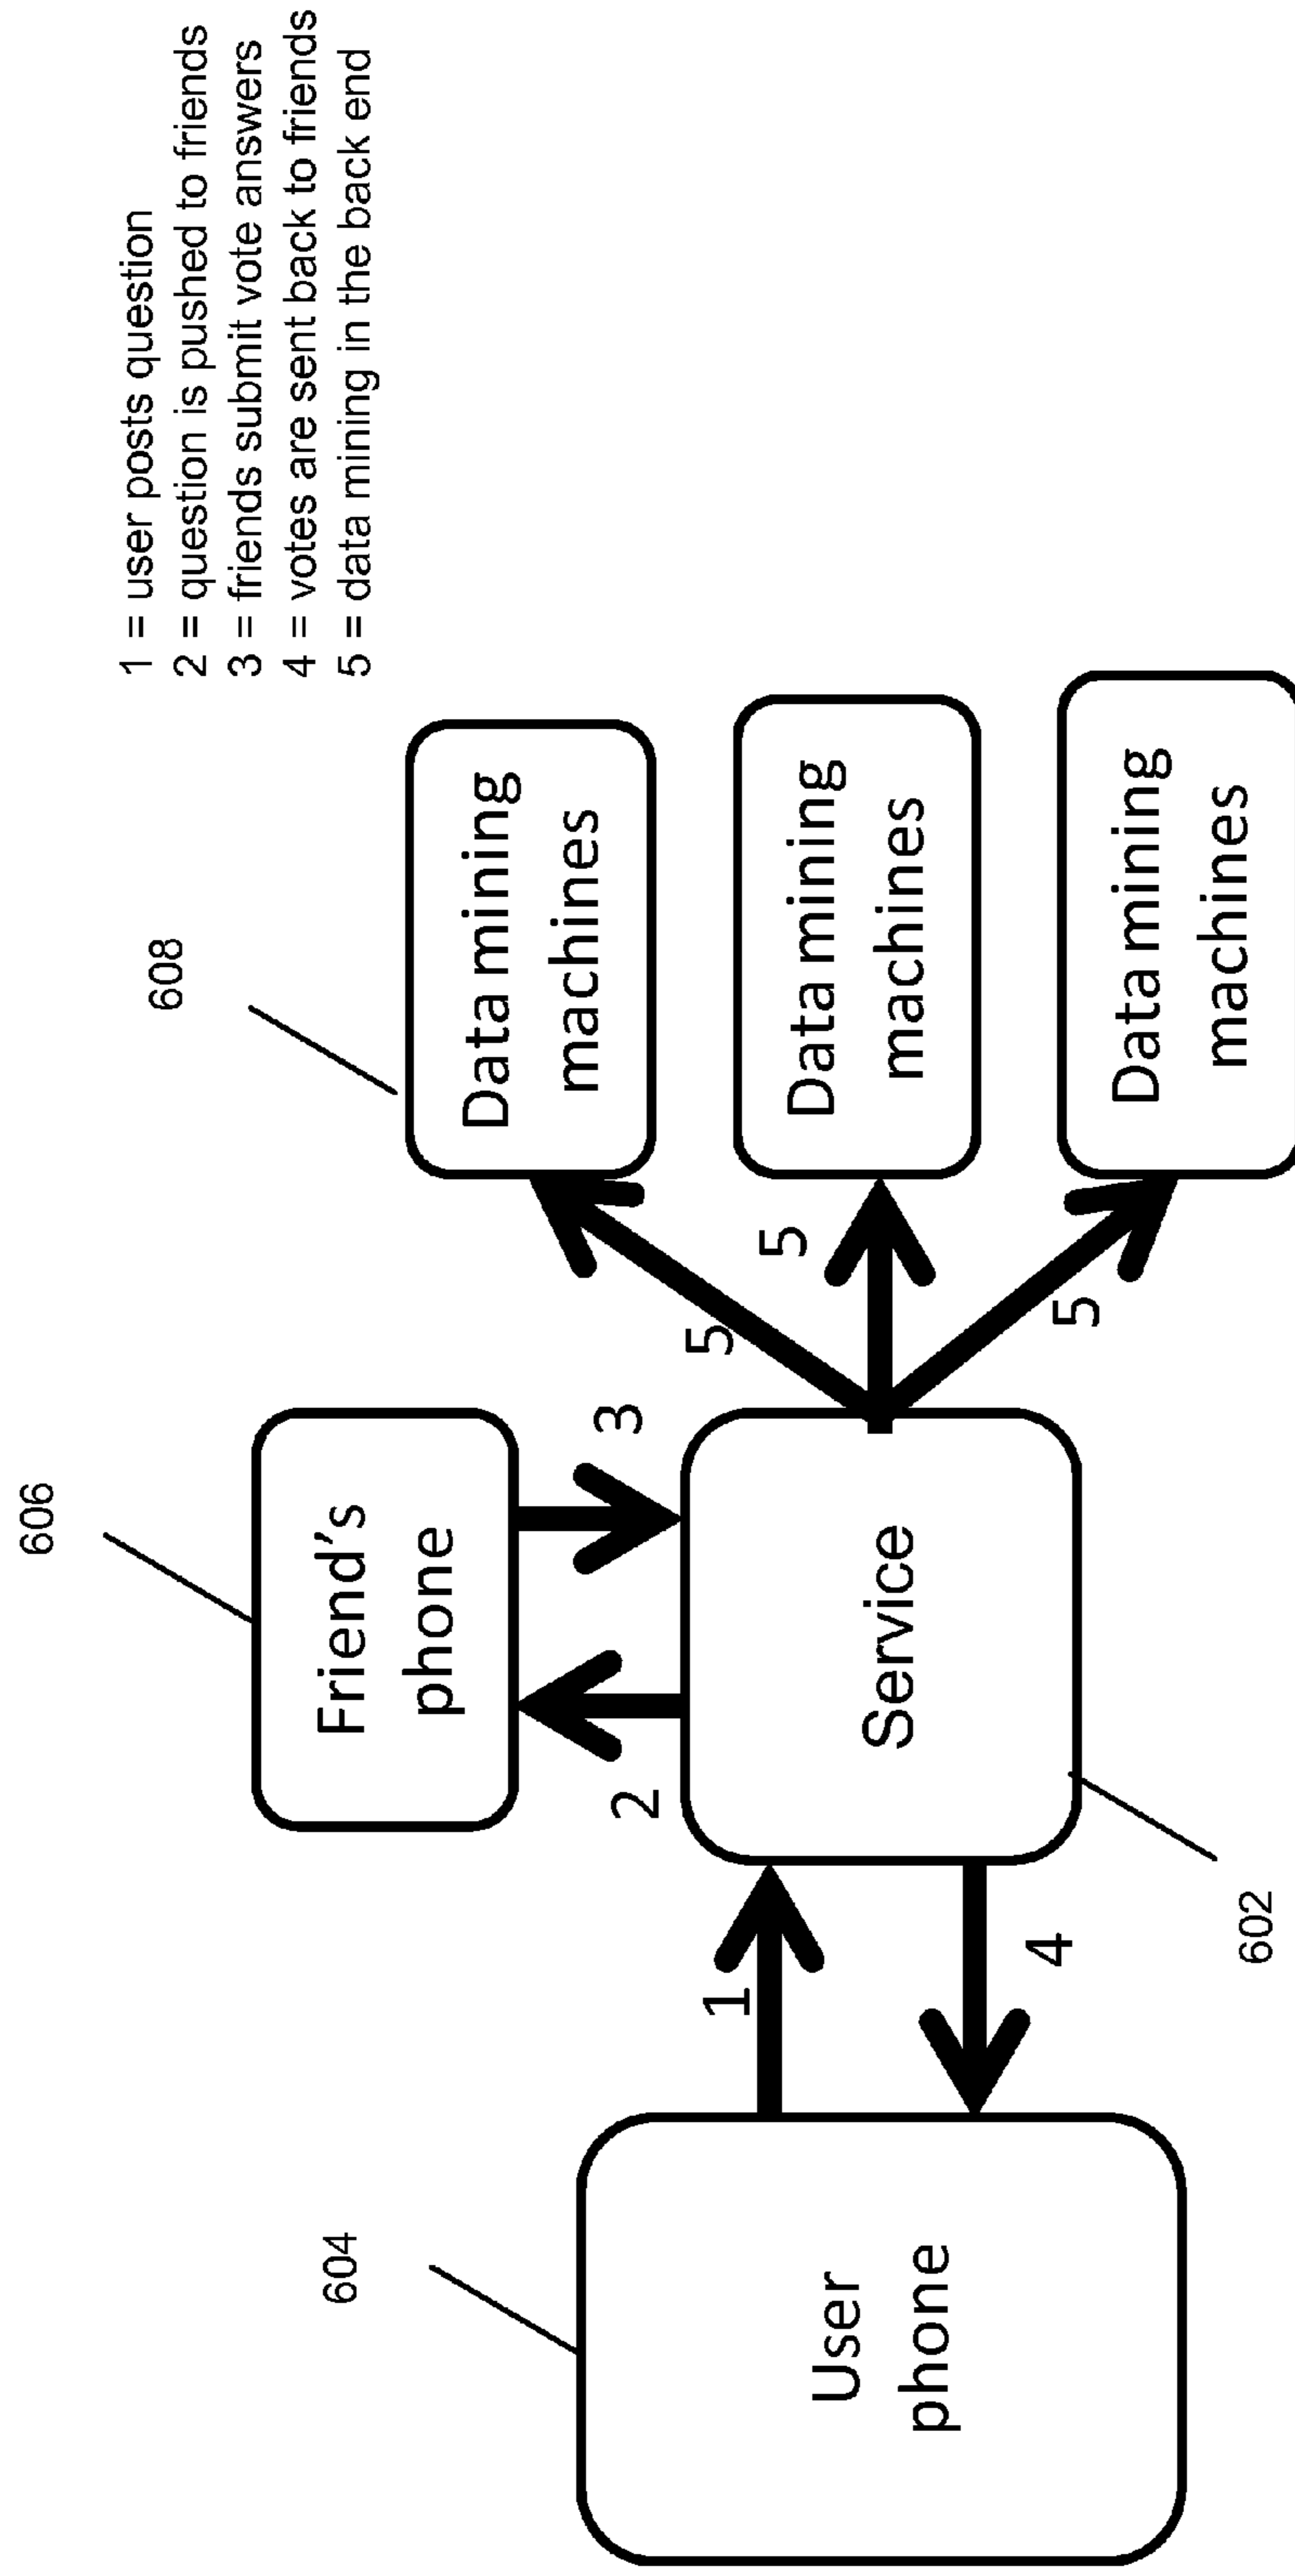 1 = user posts question
2 = question is pushed to friends
3 = friends submit vote answers
4 = votes are sent back to friends
5 = data mining in the back end
606
608
604
Friend's
phone
2
3
User
phone
1
4
Service
602
5
5
5
Data mining
machines
Data mining
machines
Data mining
machines